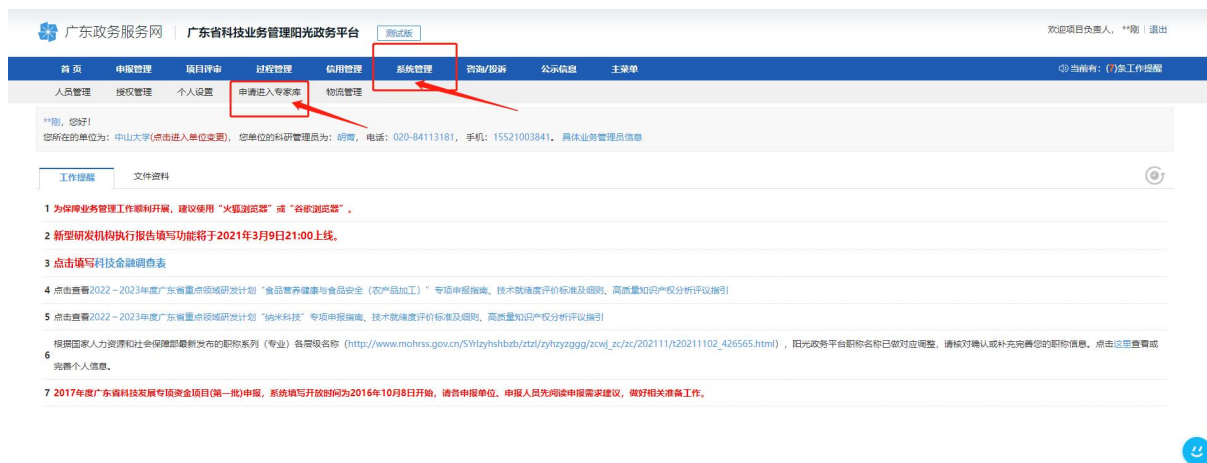 广东政务服务网 广东省科技业务管理阳光政务平台 测试版 欢迎项目负责人，**刚 | 退出
首 页 申报管理 项目评审 过程管理 信用管理 系统管理 咨询/投诉 公示信息 主菜单 当前有：(7)条工作提醒
人员管理 授权管理 个人设置 申请进入专家库 物流管理
**刚，您好！
您所在的单位为：中山大学(点击进入单位变更)，您单位的科研管理员为：胡菁，电话：020-84113181，手机：15521003841。具体业务管理员信息
工作提醒 文件资料
1 为保障业务管理工作顺利开展，建议使用“火狐浏览器”或“谷歌浏览器”。
2 新型研发机构执行报告填写功能将于2021年3月9日21:00上线。
3 点击填写科技金融调查表
4 点击查看2022～2023年度广东省重点领域研发计划“食品营养健康与食品安全（农产品加工）”专项申报指南、技术就绪度评价标准及细则、高质量知识产权分析评议指引
5 点击查看2022～2023年度广东省重点领域研发计划“纳米科技”专项申报指南、技术就绪度评价标准及细则、高质量知识产权分析评议指引
6 根据国家人力资源和社会保障部最新发布的职称系列（专业）各层级名称（http://www.mohrss.gov.cn/SYrlzyhshbzb/ztzl/zyhzyzggg/zcwj_zc/zc/202111/t20211102_426565.html），阳光政务平台职称名称已做对应调整，请核对确认或补充完善您的职称信息。点击这里查看或
完善个人信息。
7 2017年度广东省科技发展专项资金项目(第一批)申报，系统填写开放时间为2016年10月8日开始，请各申报单位、申报人员先阅读申报需求建议，做好相关准备工作。